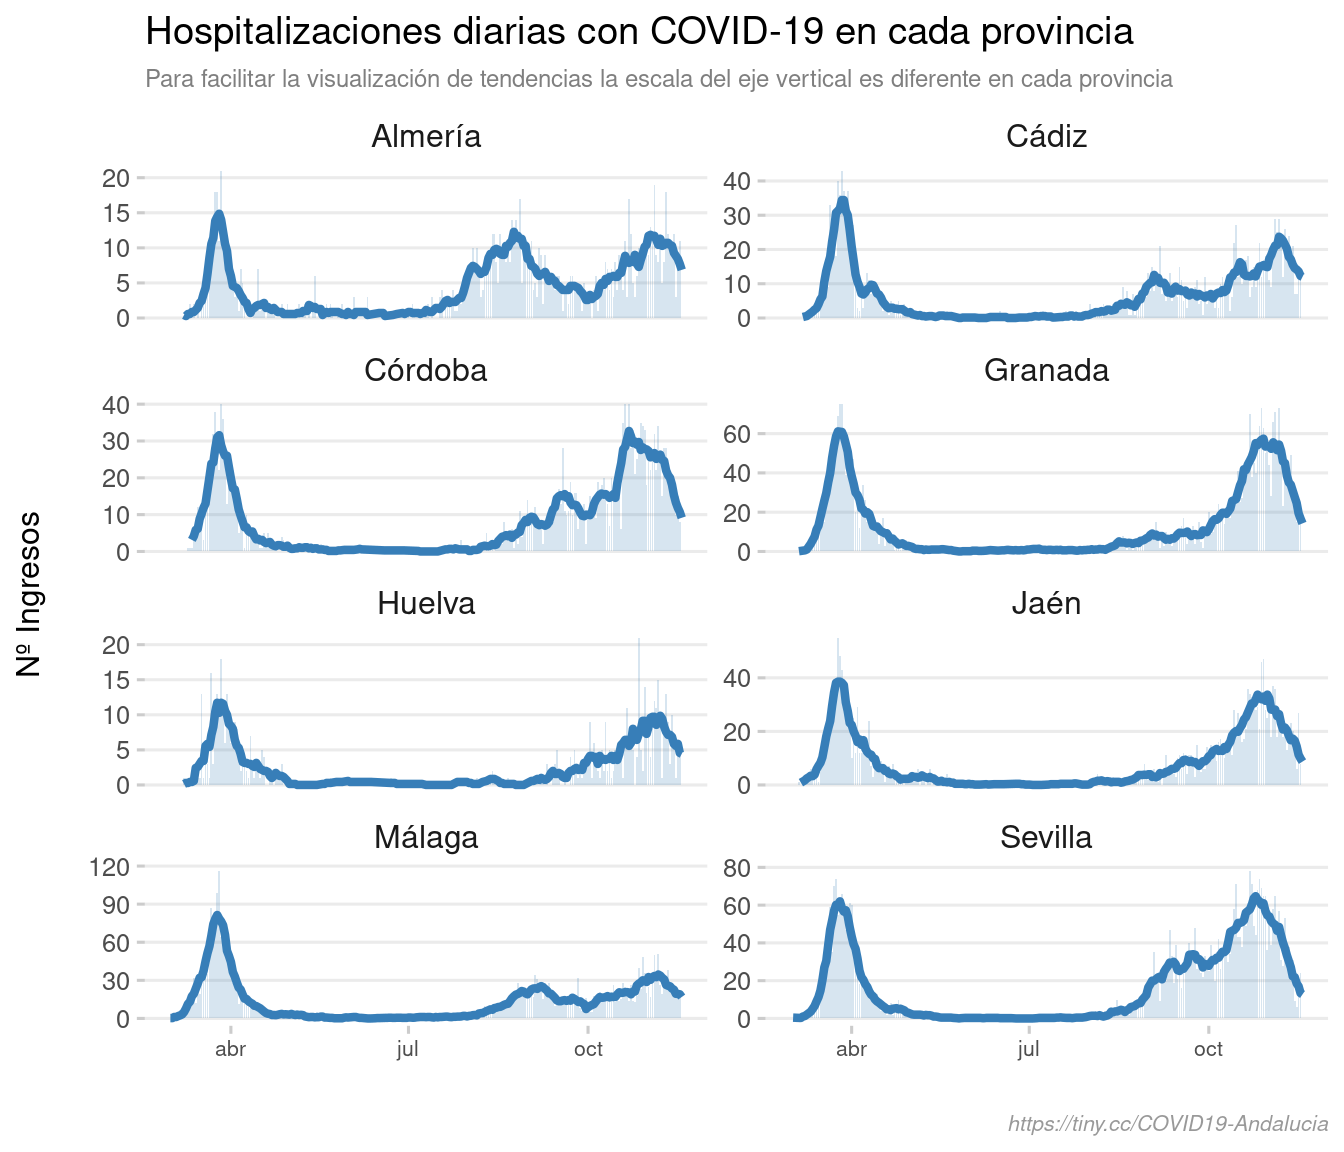 Hospitalizaciones diarias con COVID-19 en cada provincia
Para facilitar la visualización de tendencias la escala del eje vertical es diferente en cada provincia
Nº Ingresos
Almería
20
15
10
5
0
Cádiz
40
30
20
10
0
Córdoba
40
30
20
10
0
Granada
60
40
20
0
Huelva
20
15
10
5
0
Jaén
40
20
0
Málaga
120
90
60
30
0
abr jul oct
Sevilla
80
60
40
20
0
abr jul oct
https://tiny.cc/COVID19-Andalucia